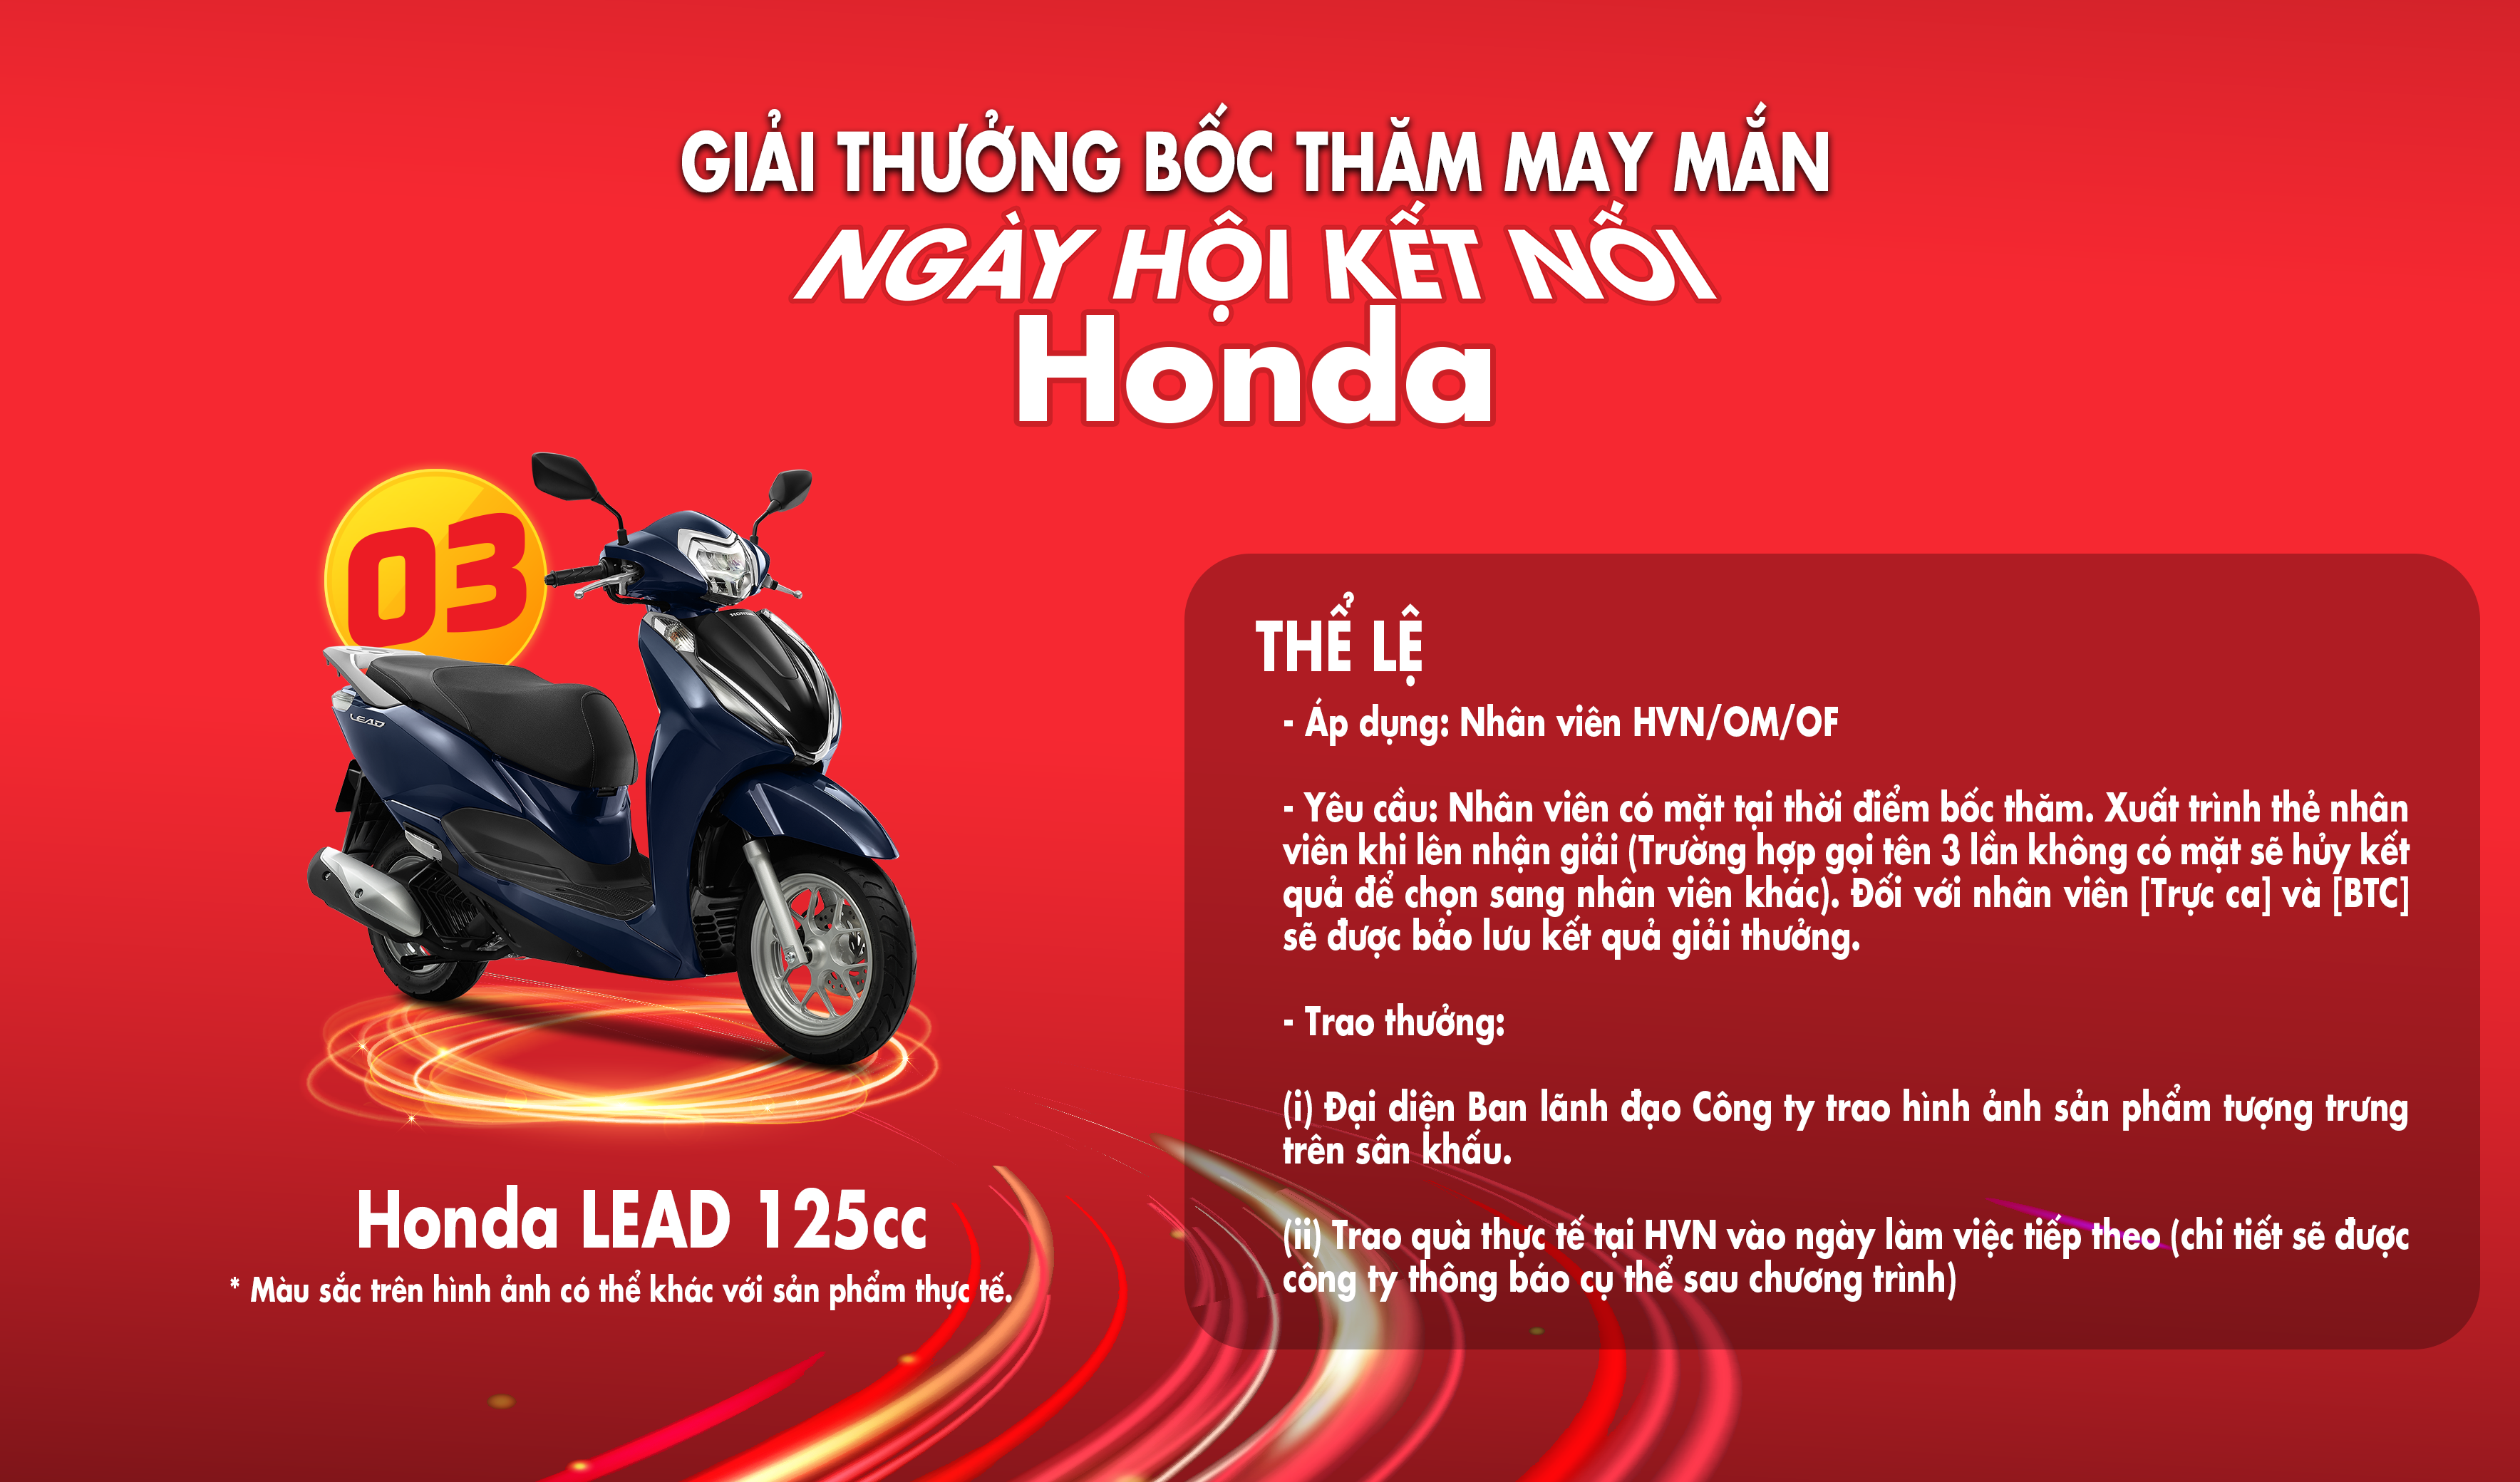 GIẢI THƯỞNG BỐC THĂM MAY MẮN
NGÀY HỘI KẾT NỐI
Honda
03
HONDA
LEAD
Honda LEAD 125cc
* Màu sắc trên hình ảnh có thể khác với sản phẩm thực tế.
THỂ LỆ
- Áp dụng: Nhân viên HVN/OM/OF
- Yêu cầu: Nhân viên có mặt tại thời điểm bốc thăm. Xuất trình thẻ nhân
viên khi lên nhận giải (Trường hợp gọi tên 3 lần không có mặt sẽ hủy kết
quả để chọn sang nhân viên khác). Đối với nhân viên [Trực ca] và [BTC]
sẽ được bảo lưu kết quả giải thưởng.
- Trao thưởng:
(i) Đại diện Ban lãnh đạo Công ty trao hình ảnh sản phẩm tượng trưng
trên sân khấu.
(ii) Trao quà thực tế tại HVN vào ngày làm việc tiếp theo (chi tiết sẽ được
công ty thông báo cụ thể sau chương trình)